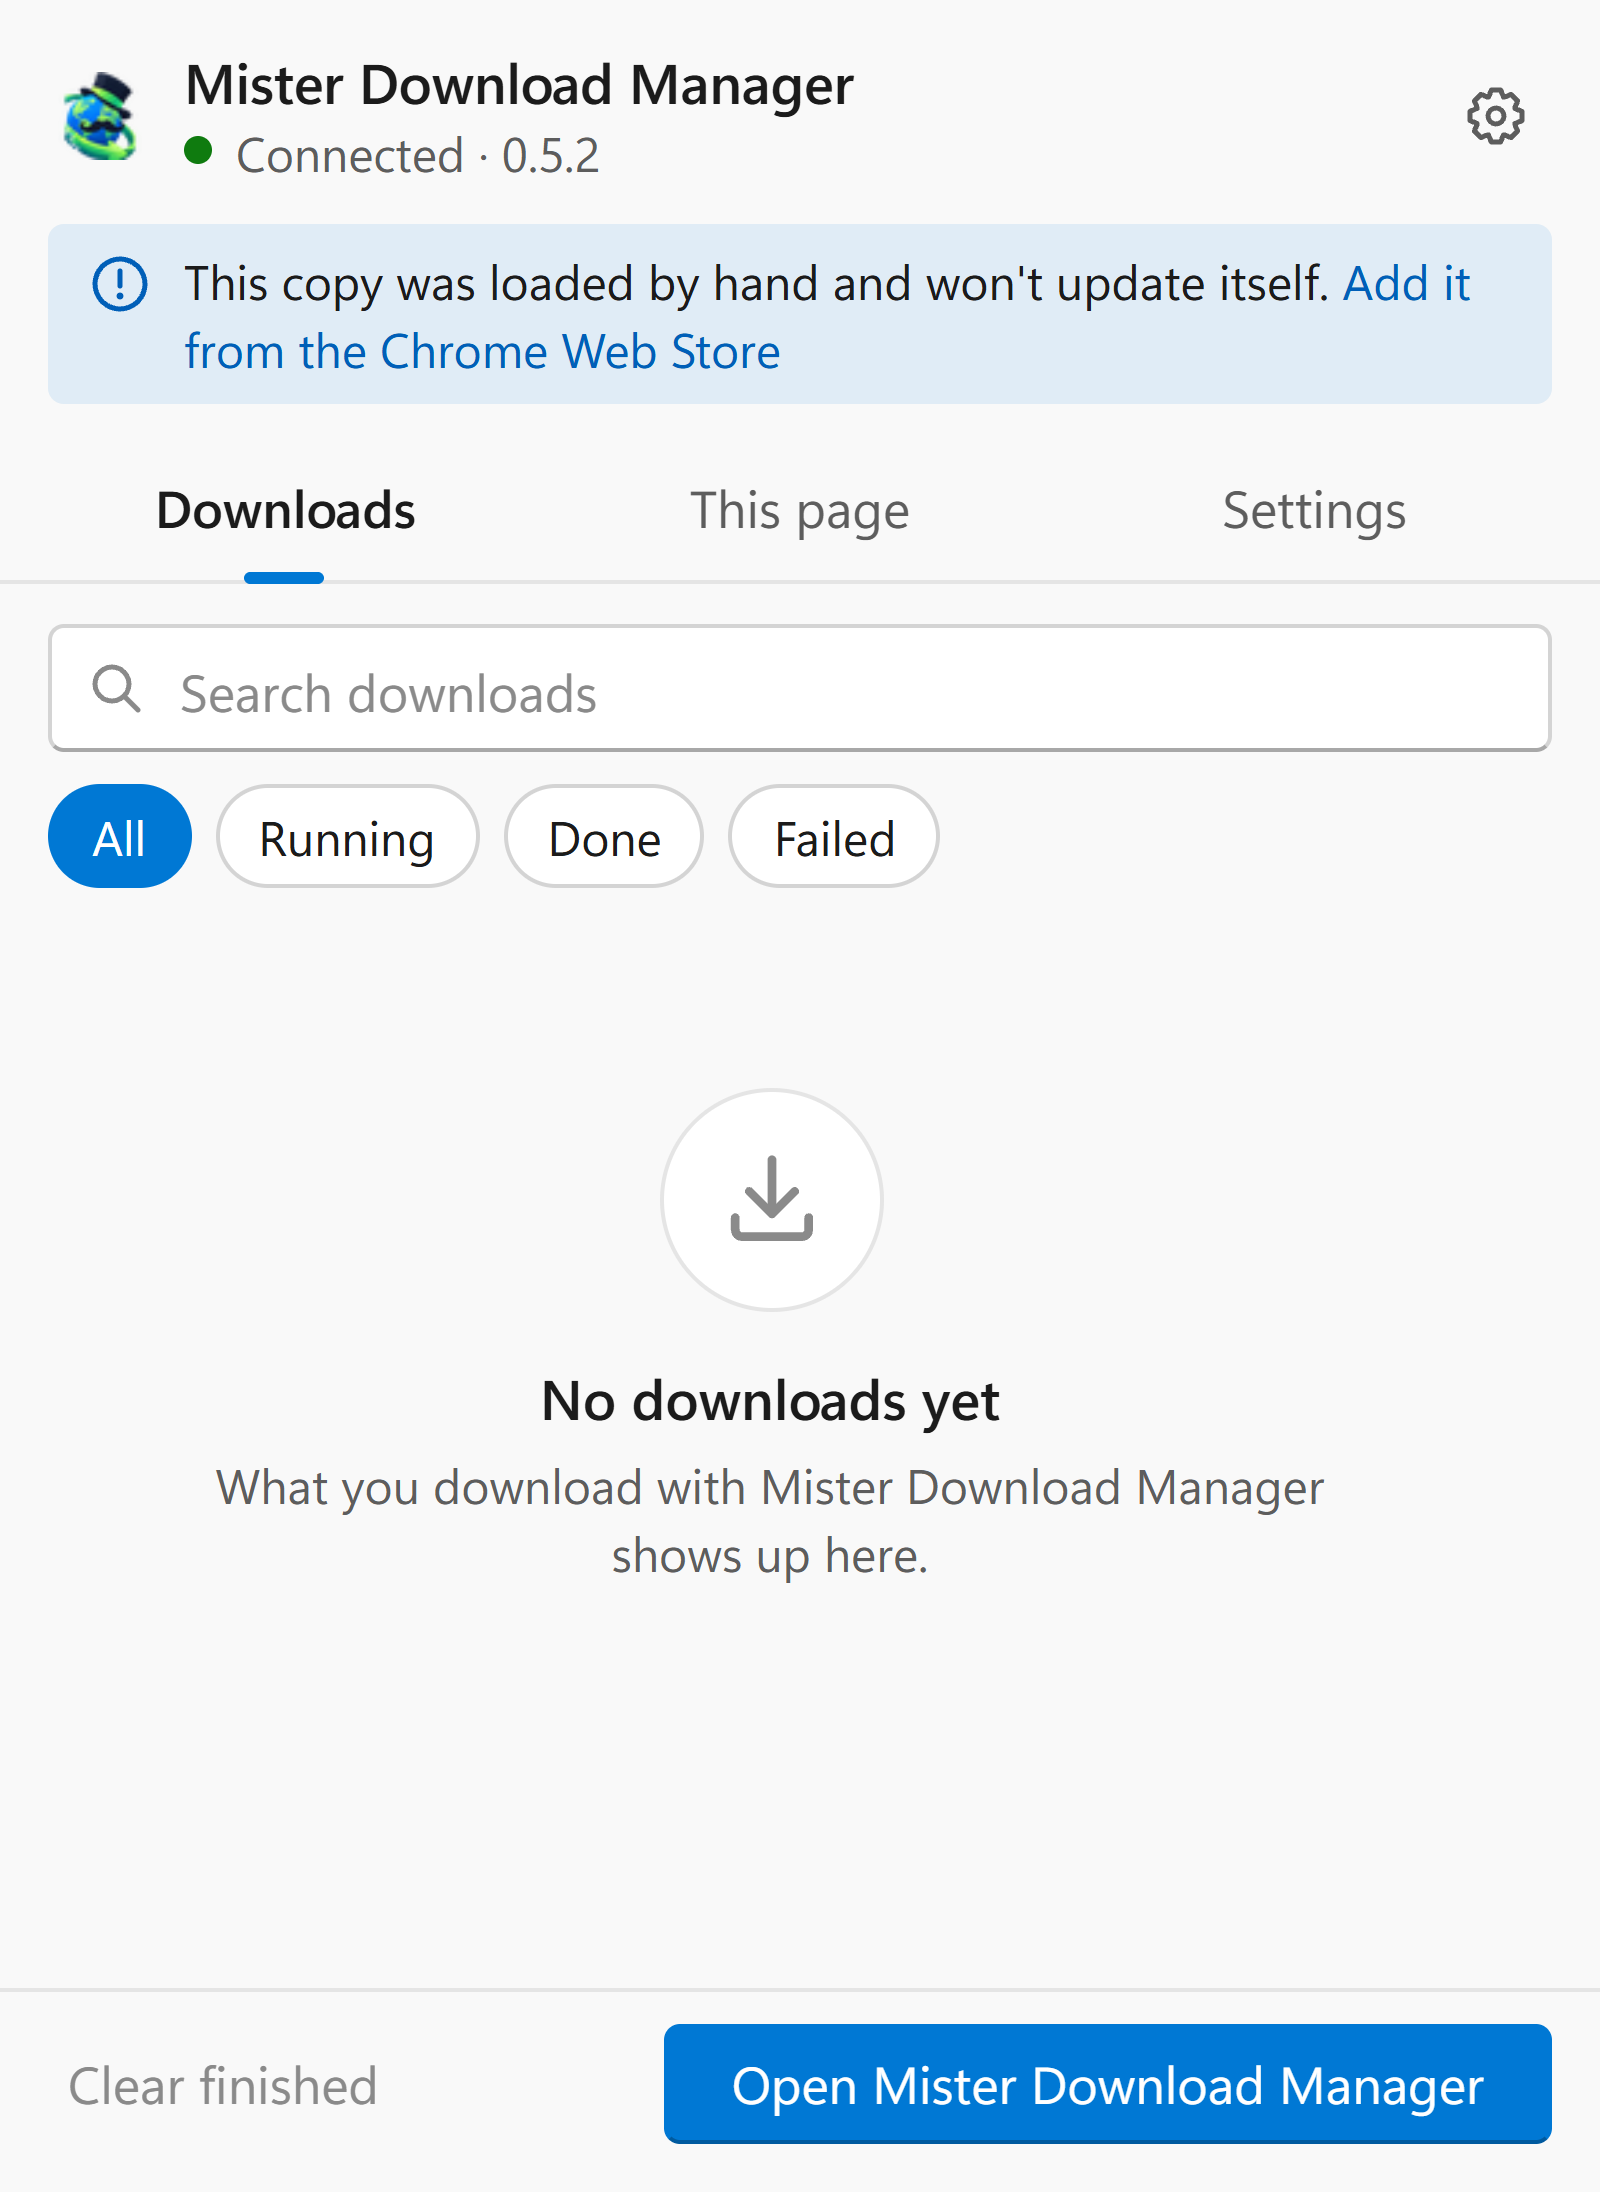 Mister Download Manager
Connected · 0.5.2
This copy was loaded by hand and won't update itself. Add it
from the Chrome Web Store
Downloads
This page
Settings
Search downloads
All
Running
Done
Failed
No downloads yet
What you download with Mister Download Manager
shows up here.
Clear finished
Open Mister Download Manager